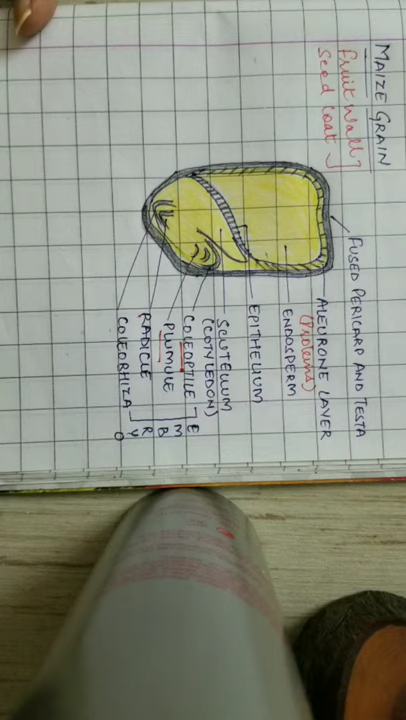 MAIZE GRAIN
fruit wall
Seed Coat
FUSED PERICARP AND TESTA
ALEURONE LAYER
(Proteins)
ENDOSPERM
EPITHELIUM
SCUTELLUM
(COTYLEDON)
COLEOPTILE
PLUMULE
RADICLE
COLEORHIZA
EMBRYO